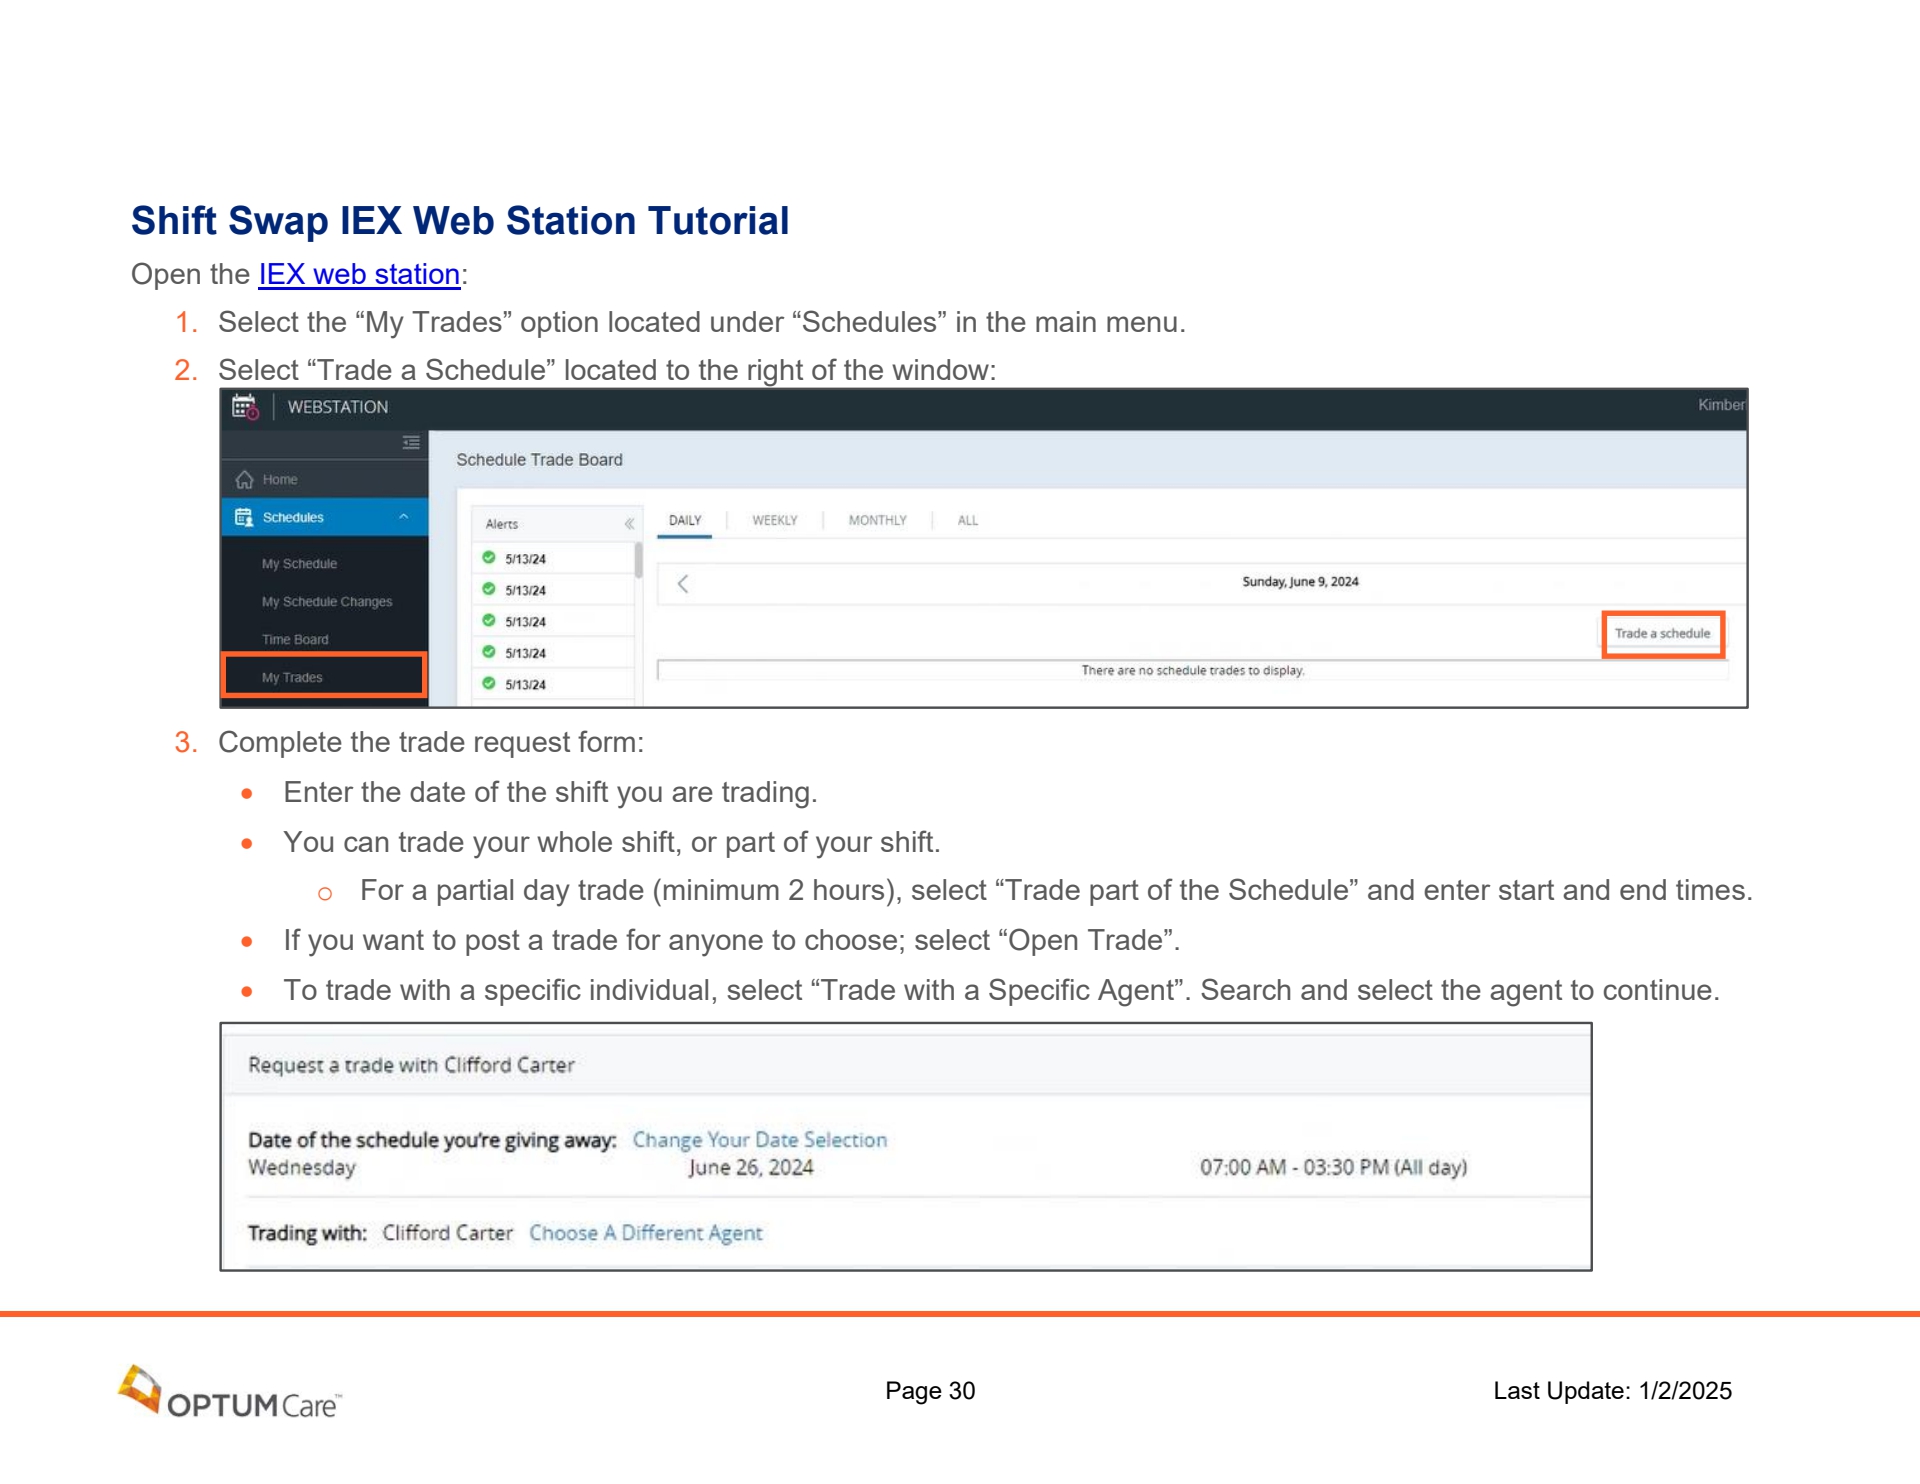 Shift Swap IEX Web Station Tutorial
Open the IEX web station:
1. Select the “My Trades” option located under “Schedules” in the main menu.
2. Select “Trade a Schedule” located to the right of the window:
WEBSTATION
Kimber
Home
Schedules
My Schedule
My Schedule Changes
Time Board
My Trades
Schedule Trade Board
Alerts
5/13/24
5/13/24
5/13/24
5/13/24
5/13/24
DAILY WEEKLY MONTHLY ALL
Sunday, June 9, 2024
Trade a schedule
There are no schedule trades to display.
3. Complete the trade request form:
• Enter the date of the shift you are trading.
• You can trade your whole shift, or part of your shift.
o For a partial day trade (minimum 2 hours), select “Trade part of the Schedule” and enter start and end times.
• If you want to post a trade for anyone to choose; select “Open Trade”.
• To trade with a specific individual, select “Trade with a Specific Agent”. Search and select the agent to continue.
Request a trade with Clifford Carter
Date of the schedule you're giving away: Change Your Date Selection
Wednesday June 26, 2024 07:00 AM - 03:30 PM (All day)
Trading with: Clifford Carter Choose A Different Agent
OPTUM Care™
Page 30
Last Update: 1/2/2025